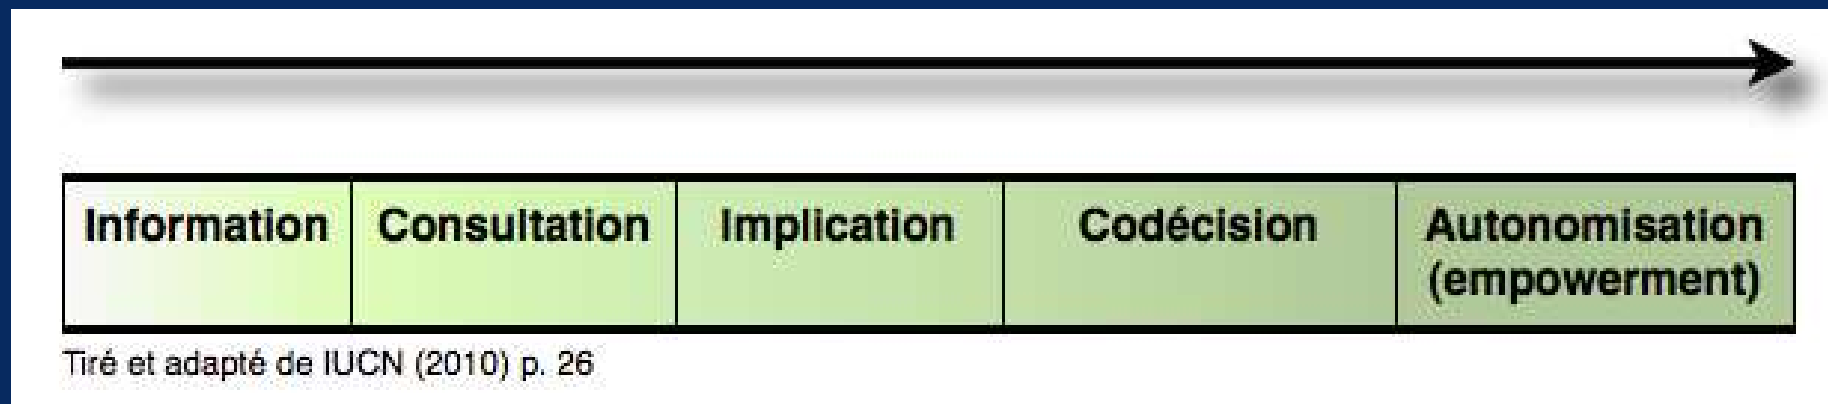 Information Consultation Implication Codécision Autonomisation
(empowerment)
Tiré et adapté de IUCN (2010) p. 26